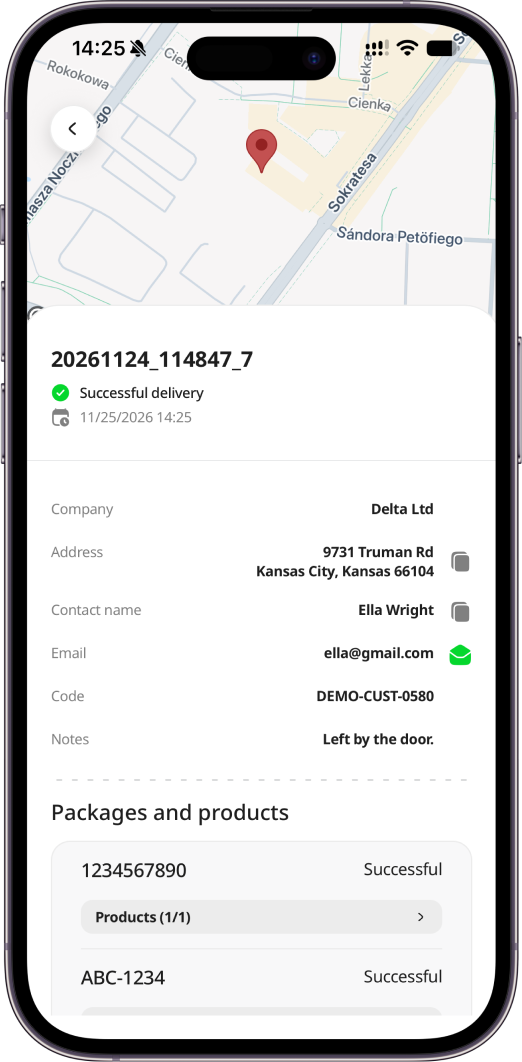 14:25
Rokokowa
Cienka
Lekka
Sokratesa
Sándora Petöfiego
20261124_114847_7
Successful delivery
11/25/2026 14:25
Company
Delta Ltd
Address
9731 Truman Rd
Kansas City, Kansas 66104
Contact name
Ella Wright
Email
ella@gmail.com
Code
DEMO-CUST-0580
Notes
Left by the door.
Packages and products
1234567890
Successful
Products (1/1)
ABC-1234
Successful